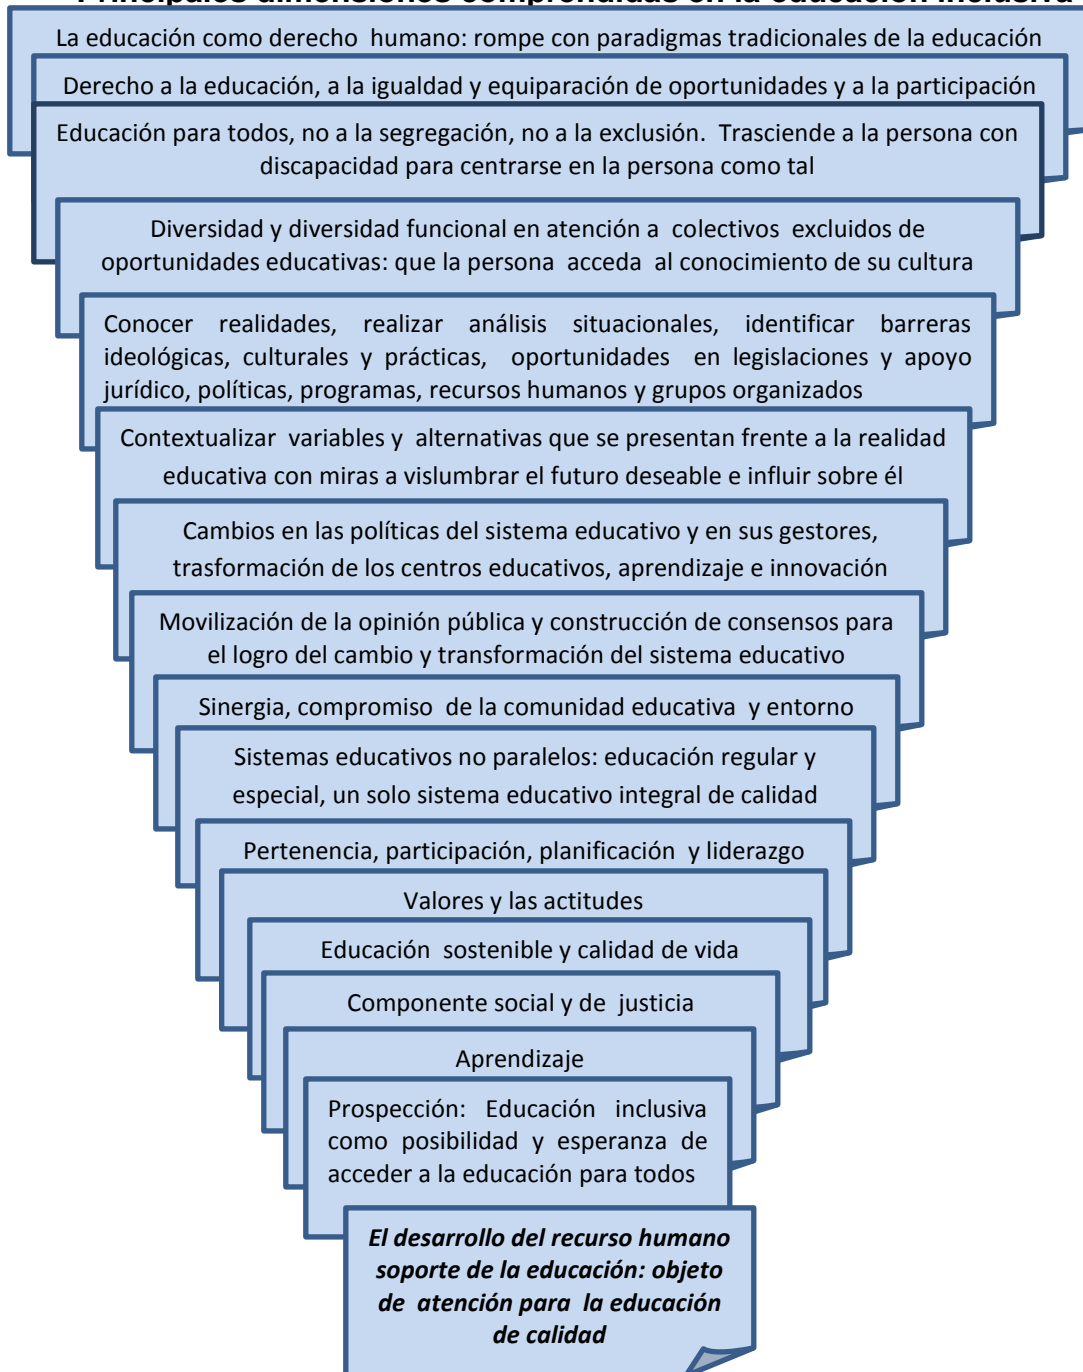 Principales dimensiones comprendidas en la educación inclusiva
La educación como derecho humano: rompe con paradigmas tradicionales de la educación
Derecho a la educación, a la igualdad y equiparación de oportunidades y a la participación
Educación para todos, no a la segregación, no a la exclusión. Trasciende a la persona con
discapacidad para centrarse en la persona como tal
Diversidad y diversidad funcional en atención a colectivos excluidos de
oportunidades educativas: que la persona acceda al conocimiento de su cultura
Conocer realidades, realizar análisis situacionales, identificar barreras
ideológicas, culturales y prácticas, oportunidades en legislaciones y apoyo
jurídico, políticas, programas, recursos humanos y grupos organizados
Contextualizar variables y alternativas que se presentan frente a la realidad
educativa con miras a vislumbrar el futuro deseable e influir sobre él
Cambios en las políticas del sistema educativo y en sus gestores,
trasformación de los centros educativos, aprendizaje e innovación
Movilización de la opinión pública y construcción de consensos para
el logro del cambio y transformación del sistema educativo
Sinergia, compromiso de la comunidad educativa y entorno
Sistemas educativos no paralelos: educación regular y
especial, un solo sistema educativo integral de calidad
Pertenencia, participación, planificación y liderazgo
Valores y las actitudes
Educación sostenible y calidad de vida
Componente social y de justicia
Aprendizaje
Prospección: Educación inclusiva
como posibilidad y esperanza de
acceder a la educación para todos
El desarrollo del recurso humano
soporte de la educación: objeto
de atención para la educación
de calidad